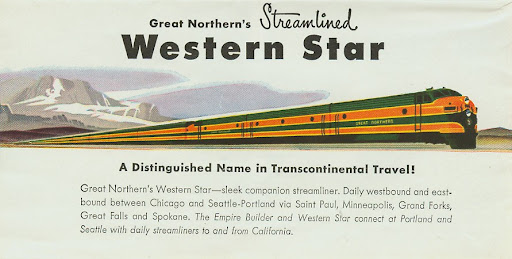 Great Northern's Streamlined
Western Star
GREAT NORTHERN
A Distinguished Name in Transcontinental Travel!
Great Northern's Western Star—sleek companion streamliner. Daily westbound and east-
bound between Chicago and Seattle-Portland via Saint Paul, Minneapolis, Grand Forks,
Great Falls and Spokane. The Empire Builder and Western Star connect at Portland and
Seattle with daily streamliners to and from California.